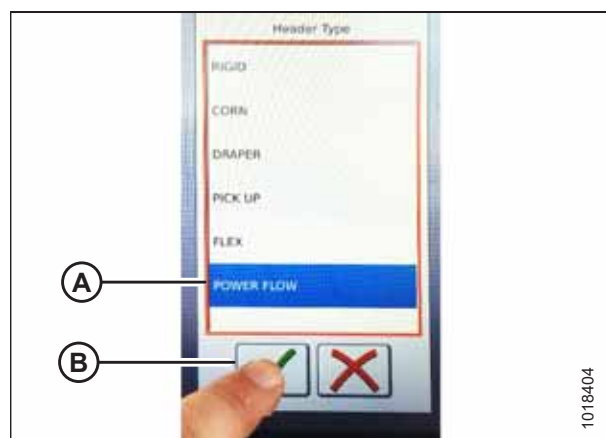 Header Type
RIGID
CORN
DRAPER
PICK UP
FLEX
A
POWER FLOW
B
1018404